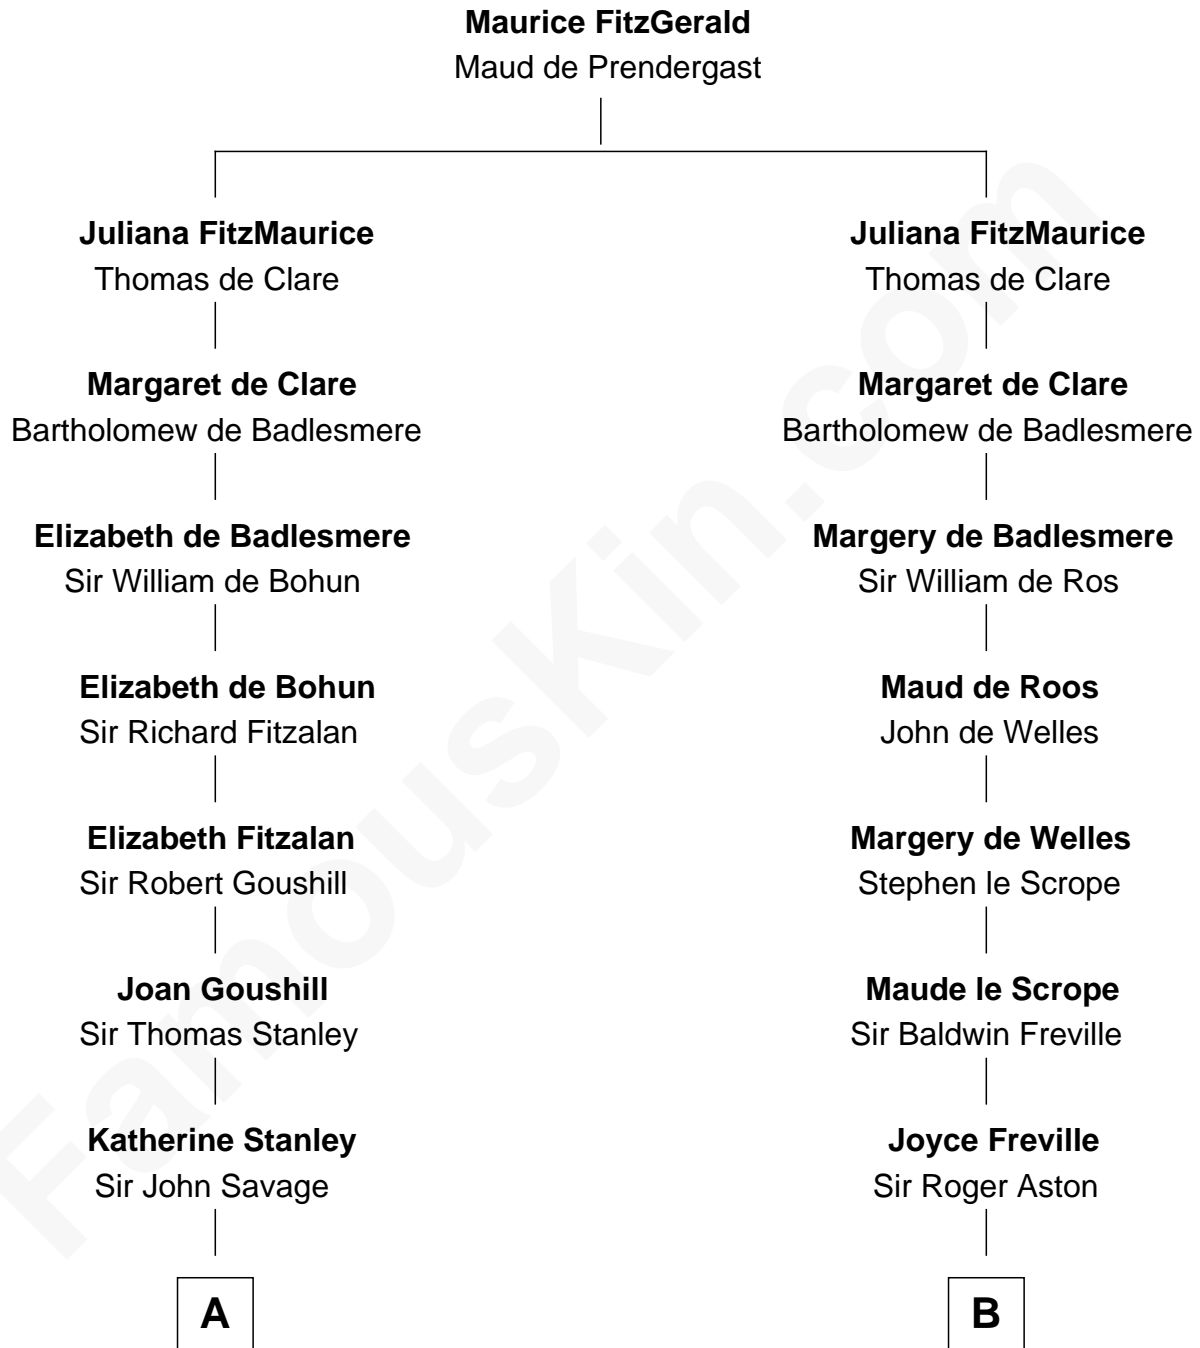 Maurice FitzGerald
Maud de Prendergast
Juliana FitzMaurice
Thomas de Clare
Juliana FitzMaurice
Thomas de Clare
Margaret de Clare
Bartholomew de Badlesmere
Margaret de Clare
Bartholomew de Badlesmere
Elizabeth de Badlesmere
Sir William de Bohun
Margery de Badlesmere
Sir William de Ros
Elizabeth de Bohun
Sir Richard Fitzalan
Maud de Roos
John de Welles
Elizabeth Fitzalan
Sir Robert Goushill
Margery de Welles
Stephen le Scrope
Joan Goushill
Sir Thomas Stanley
Maude le Scrope
Sir Baldwin Freville
Katherine Stanley
Sir John Savage
Joyce Freville
Sir Roger Aston
A
B
FamousKin.com